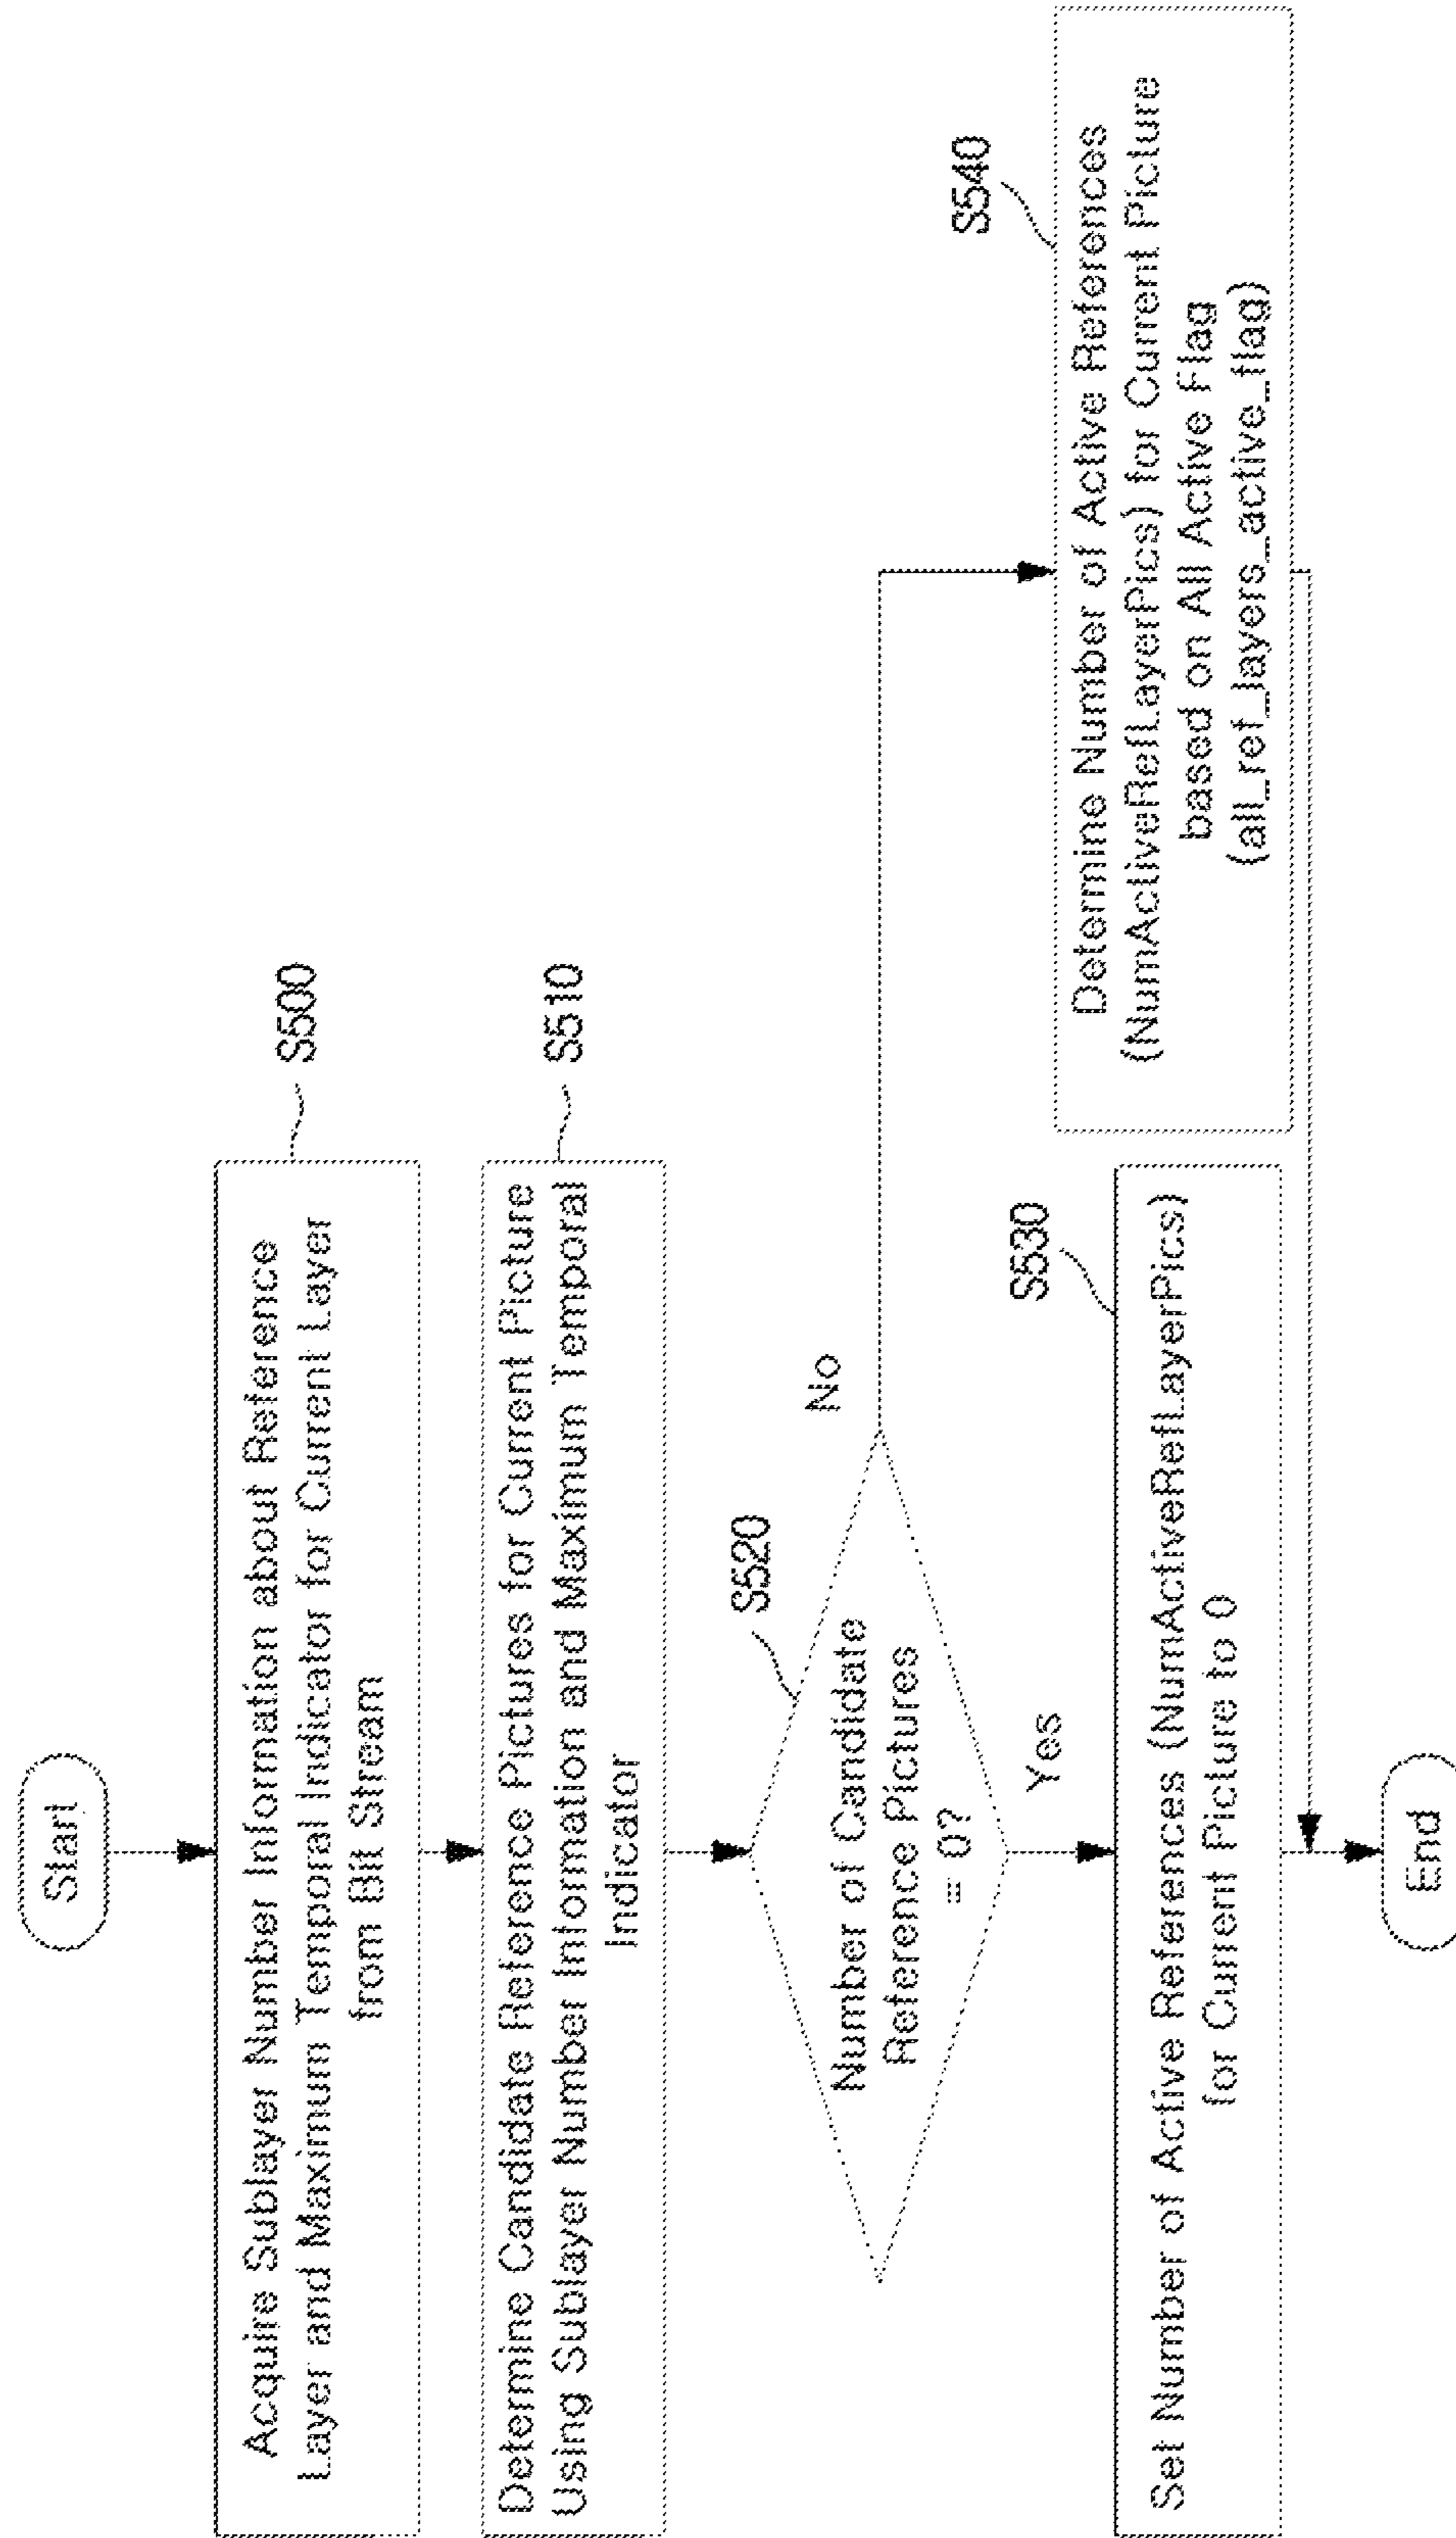 Start
S500
Acquire Sublayer Number Information about Reference
Layer and Maximum Temporal Indicator for Current Layer
from Bit Stream
S510
Determine Candidate Reference Pictures for Current Picture
Using Sublayer Number Information and Maximum Temporal
Indicator
S520
Number of Candidate
Reference Pictures
= 0?
No
Yes
S530
Set Number of Active References (NumActiveRefLayerPics)
for Current Picture to 0
S540
Determine Number of Active References
(NumActiveRefLayerPics) for Current Picture
based on All Active Flag
(all_ref_layers_active_flag)
End